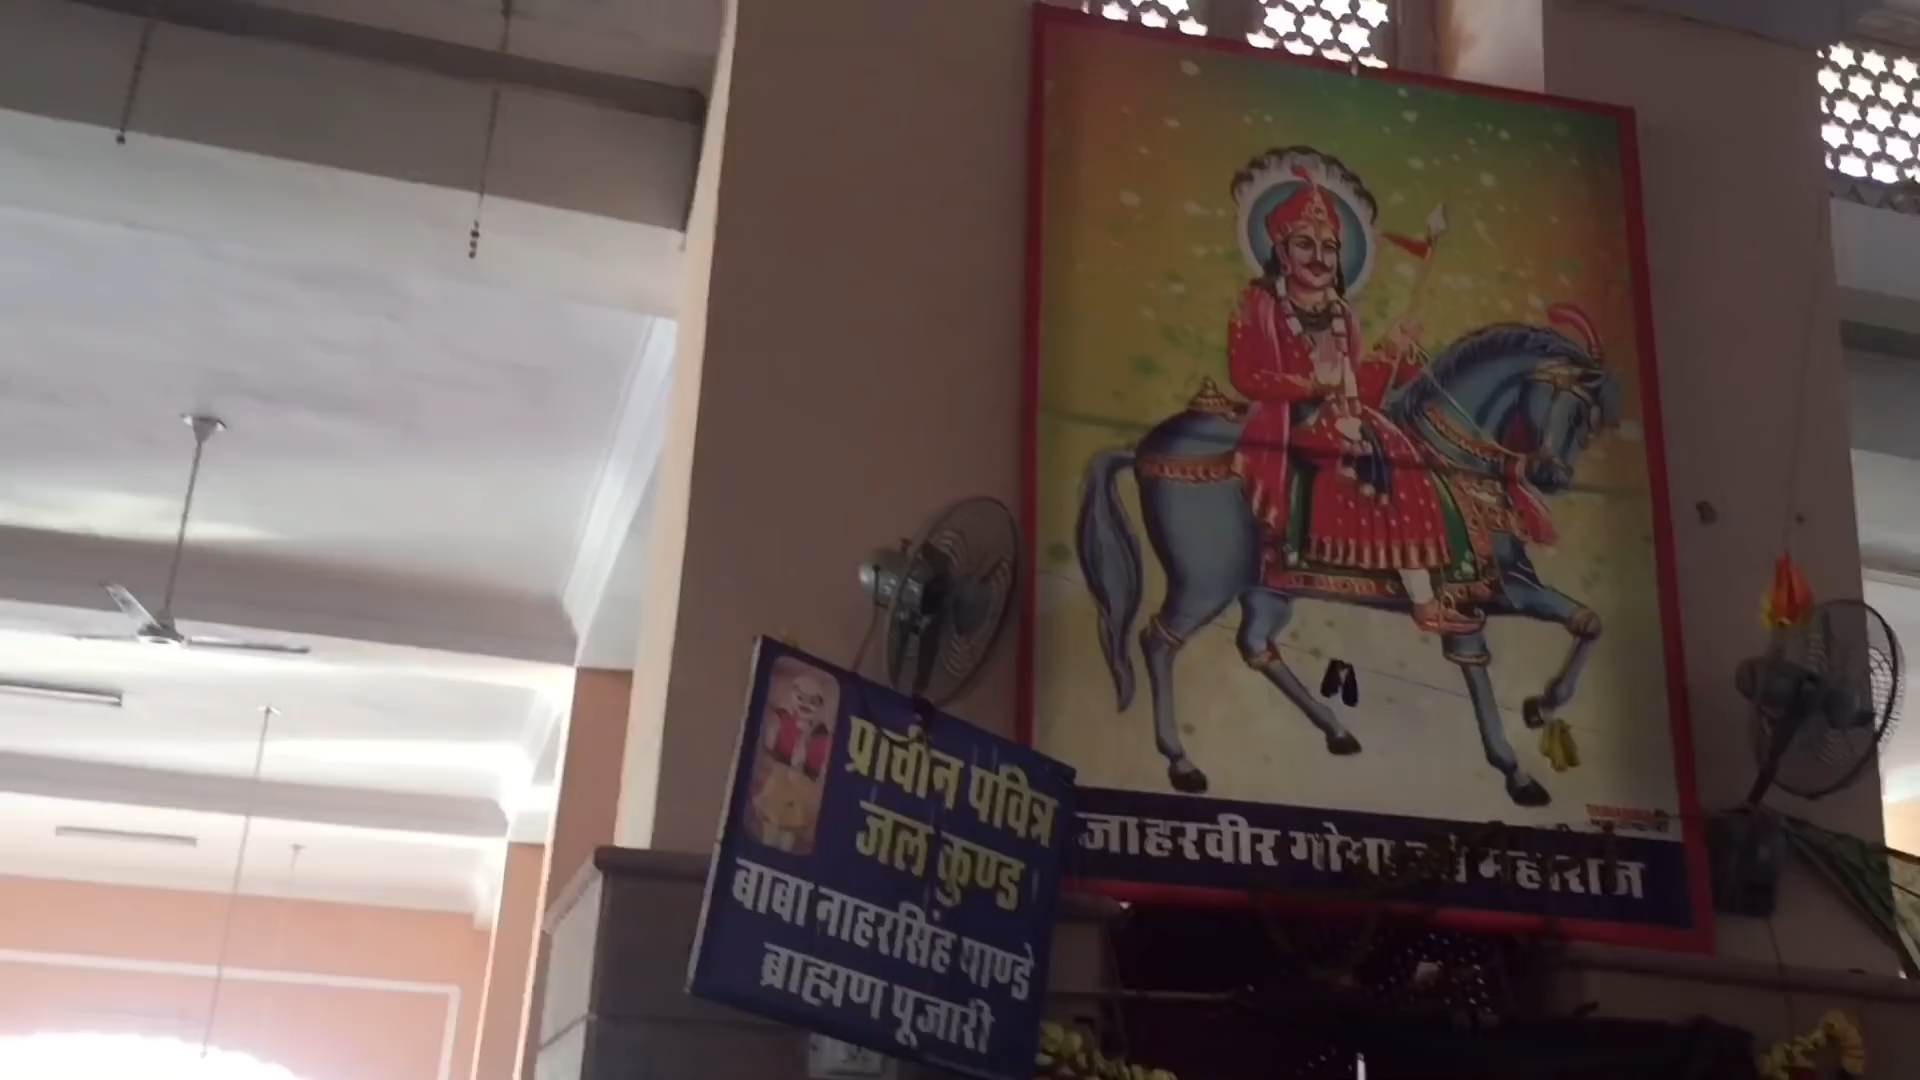 प्राचीन पवित्र
जल कुण्ड
बाबा नाहरसिंह पाण्डे
ब्राह्मण पूजारी
जाहरवीर गोगा जी महाराज